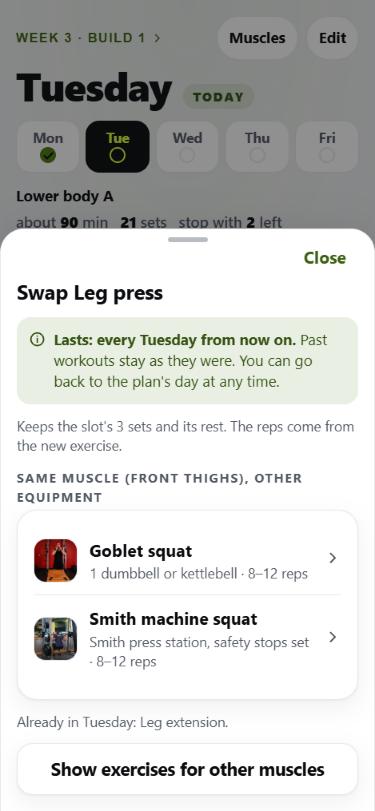 WEEK 3 · BUILD 1 >
Muscles
Edit
Tuesday
TODAY
Mon
Tue
Wed
Thu
Fri
Lower body A
about 90 min 21 sets stop with 2 left
Close
Swap Leg press
Lasts: every Tuesday from now on. Past
workouts stay as they were. You can go
back to the plan's day at any time.
Keeps the slot's 3 sets and its rest. The reps come from
the new exercise.
SAME MUSCLE (FRONT THIGHS), OTHER
EQUIPMENT
Goblet squat
1 dumbbell or kettlebell · 8–12 reps
Smith machine squat
Smith press station, safety stops set
· 8–12 reps
Already in Tuesday: Leg extension.
Show exercises for other muscles